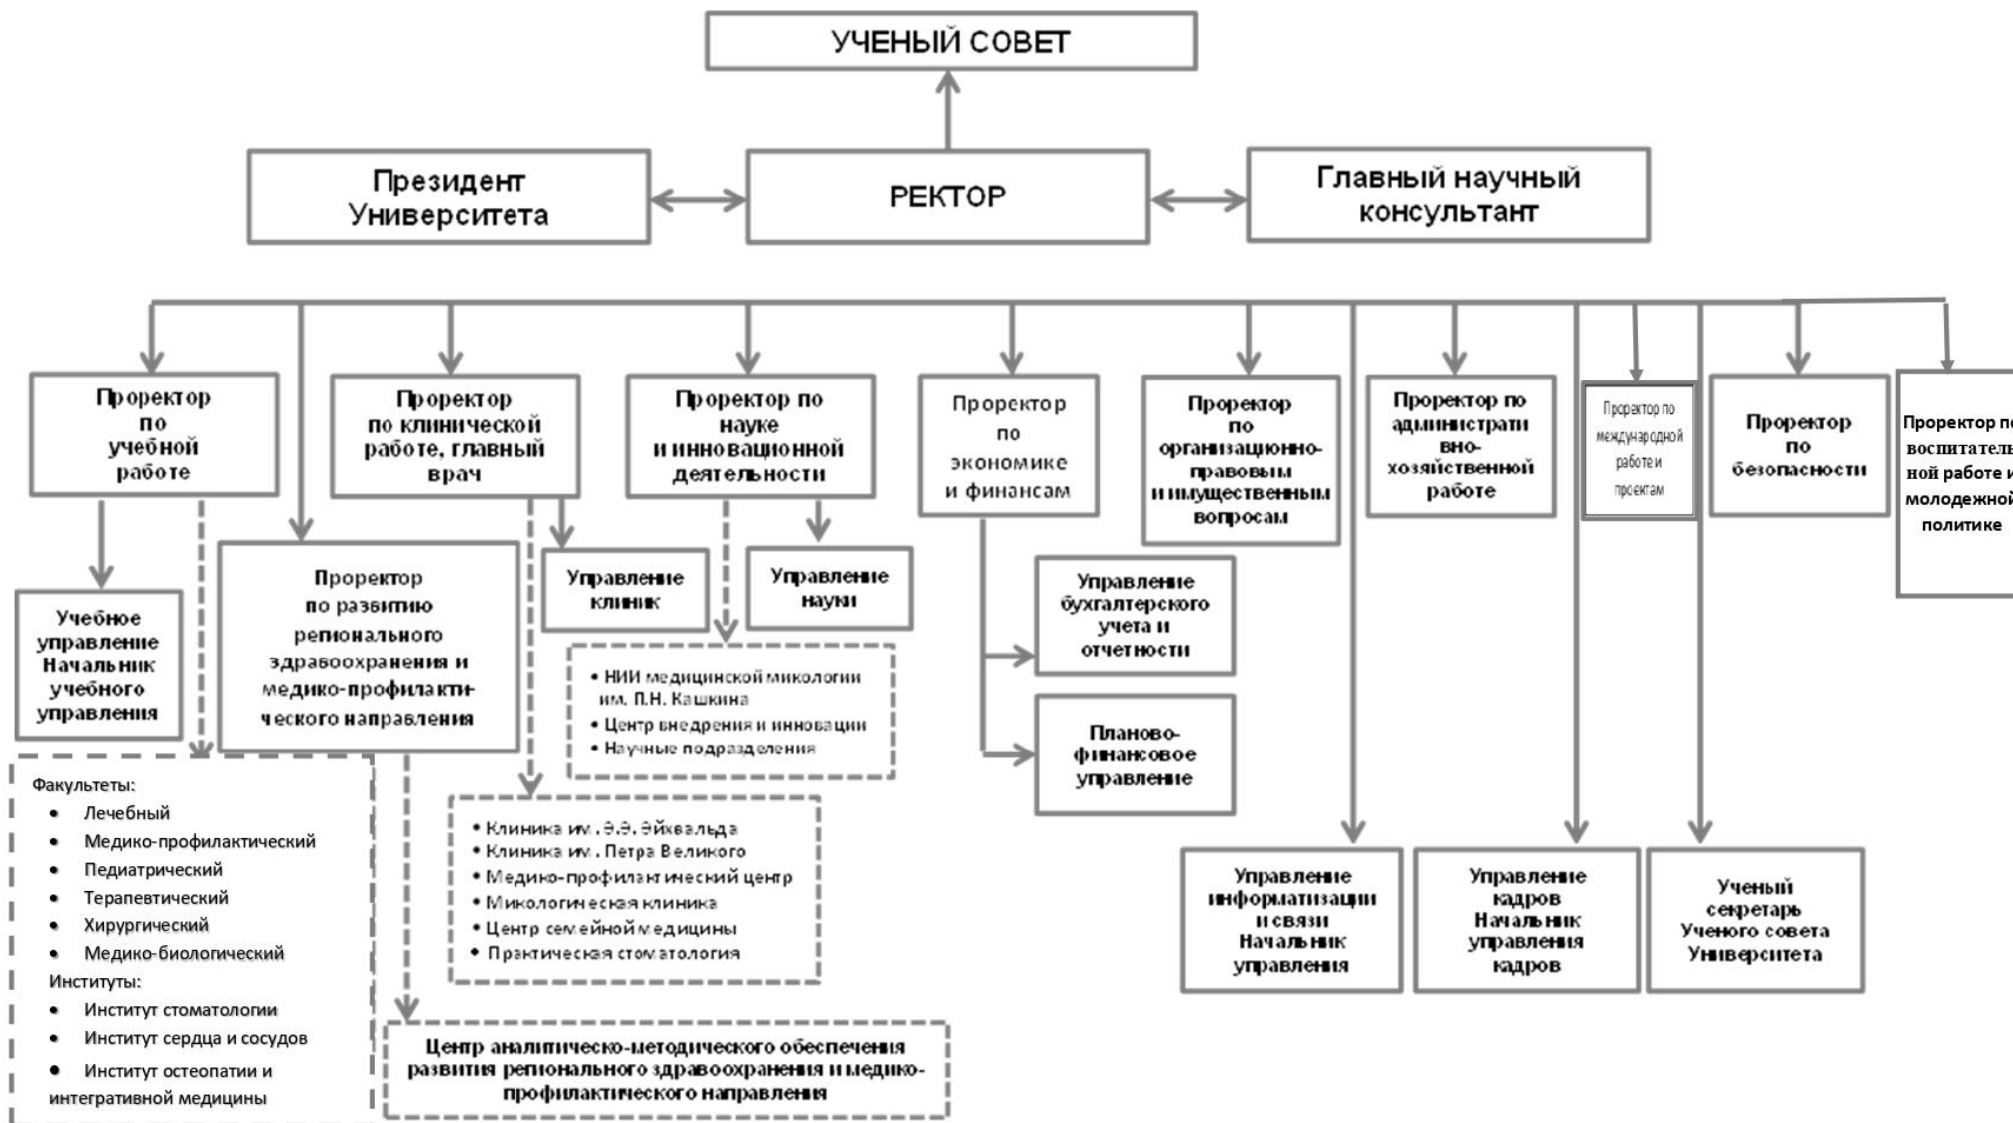 УЧЕНЫЙ СОВЕТ
Президент
Университета
РЕКТОР
Главный научный
консультант
Проректор
по
учебной
работе
Проректор
по клинической
работе, главный
врач
Проректор по
науке
и инновационной
деятельности
Проректор
по
экономике
и финансам
Проректор
по
организационно-
правовым
и имущественным
вопросам
Проректор по
администрати
вно-
хозяйственной
работе
Проректор по
международной
работе и
проектам
Проректор
по
безопасности
Проректор по
воспитатель
ной работе и
молодежной
политике
Учебное
управление
Начальник
учебного
управления
Проректор
по развитию
регионального
здравоохранения и
медико-профилакти-
ческого направления
Управление
клиник
Управление
науки
Управление
бухгалтерского
учета и
отчетности
Планово-
финансовое
управление
• НИИ медицинской микологии
им. П.Н. Кашкина
• Центр внедрения и инновации
• Научные подразделения
• Клиника им. Э.Э. Эйхвальда
• Клиника им. Петра Великого
• Медико-профилактический центр
• Микологическая клиника
• Центр семейной медицины
• Практическая стоматология
Факультеты:
• Лечебный
• Медико-профилактический
• Педиатрический
• Терапевтический
• Хирургический
• Медико-биологический
Институты:
• Институт стоматологии
• Институт сердца и сосудов
• Институт остеопатии и
интегративной медицины
Центр аналитическо-методического обеспечения
развития регионального здравоохранения и медико-
профилактического направления
Управление
информатизации
и связи
Начальник
управления
Управление
кадров
Начальник
управления
кадров
Ученый
секретарь
Ученого совета
Университета